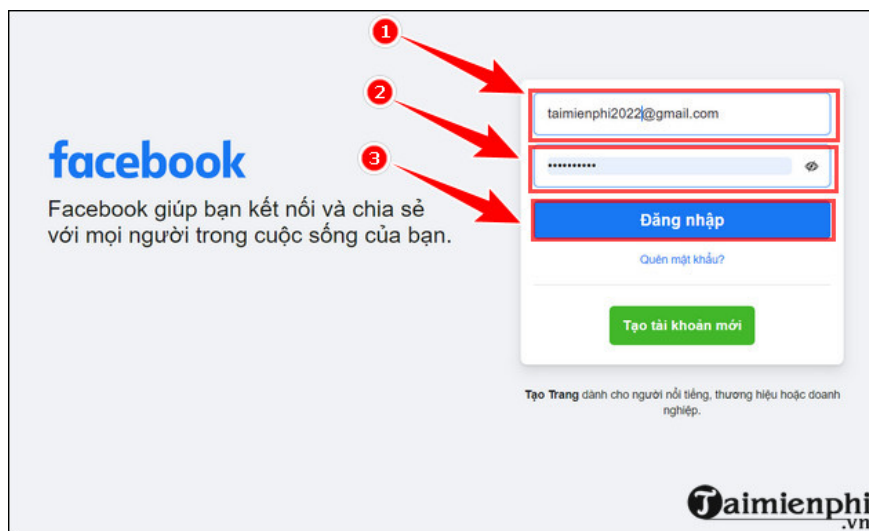 1
taimienphi2022@gmail.com
2
••••••••••
facebook
3
Facebook giúp bạn kết nối và chia sẻ
với mọi người trong cuộc sống của bạn.
Đăng nhập
Quên mật khẩu?
Tạo tài khoản mới
Tạo Trang dành cho người nổi tiếng, thương hiệu hoặc doanh
nghiệp.
Taimienphi
.vn